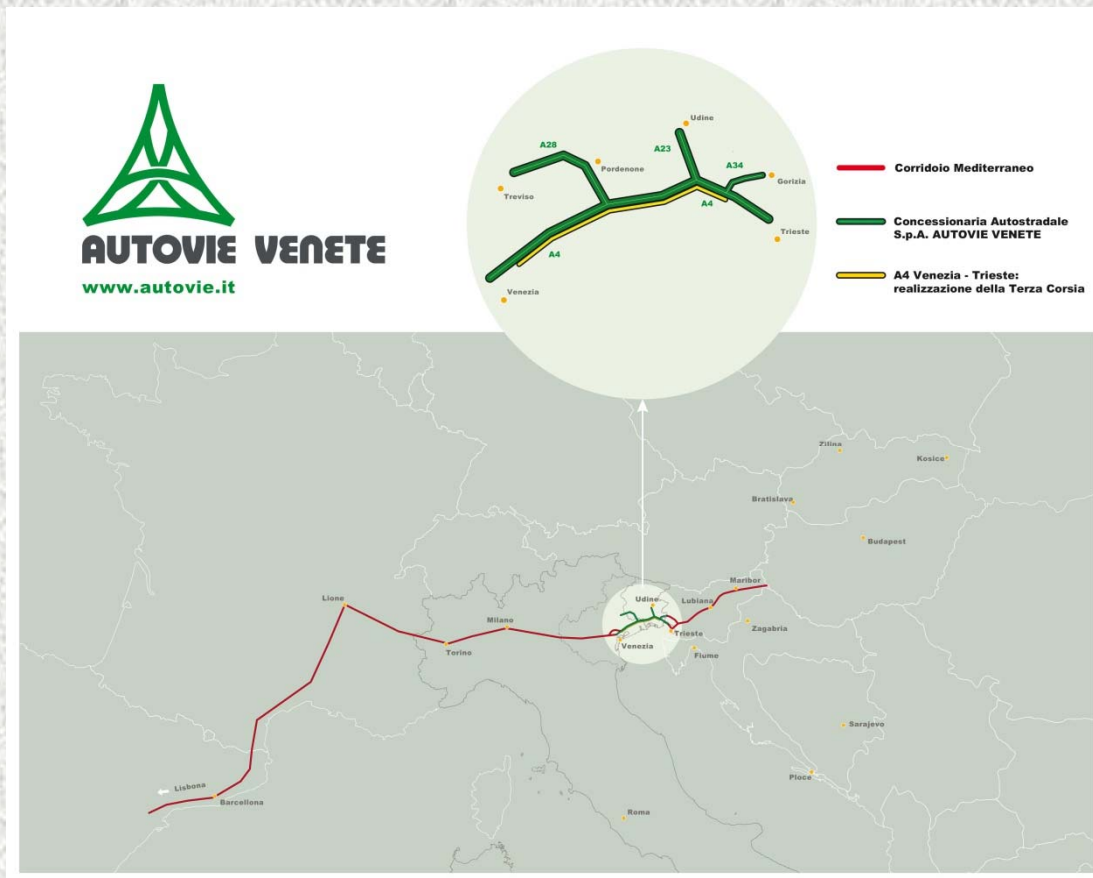 AUTOVIE VENETE
www.autovie.it
Udine
A28
A23
Pordenone
A34
Treviso
Gorizia
A4
Trieste
A4
Venezia
Corridoio Mediterraneo
Concessionaria Autostradale
S.p.A. AUTOVIE VENETE
A4 Venezia - Trieste:
realizzazione della Terza Corsia
Zilina
Kosice
Bratislava
Budapest
Maribor
Lione
Udine
Lubiana
Milano
Zagabria
Trieste
Venezia
Torino
Fiume
Sarajevo
Ploce
Lisbona
Barcellona
Roma